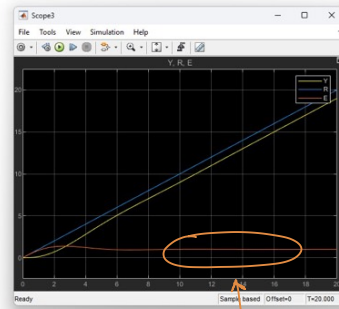 Scope3
File Tools View Simulation Help
Y, R, E
Y
R
E
20
15
10
5
0
0 2 4 6 8 10 12 14 16 18 20
Ready Sample based Offset=0 T=20.000